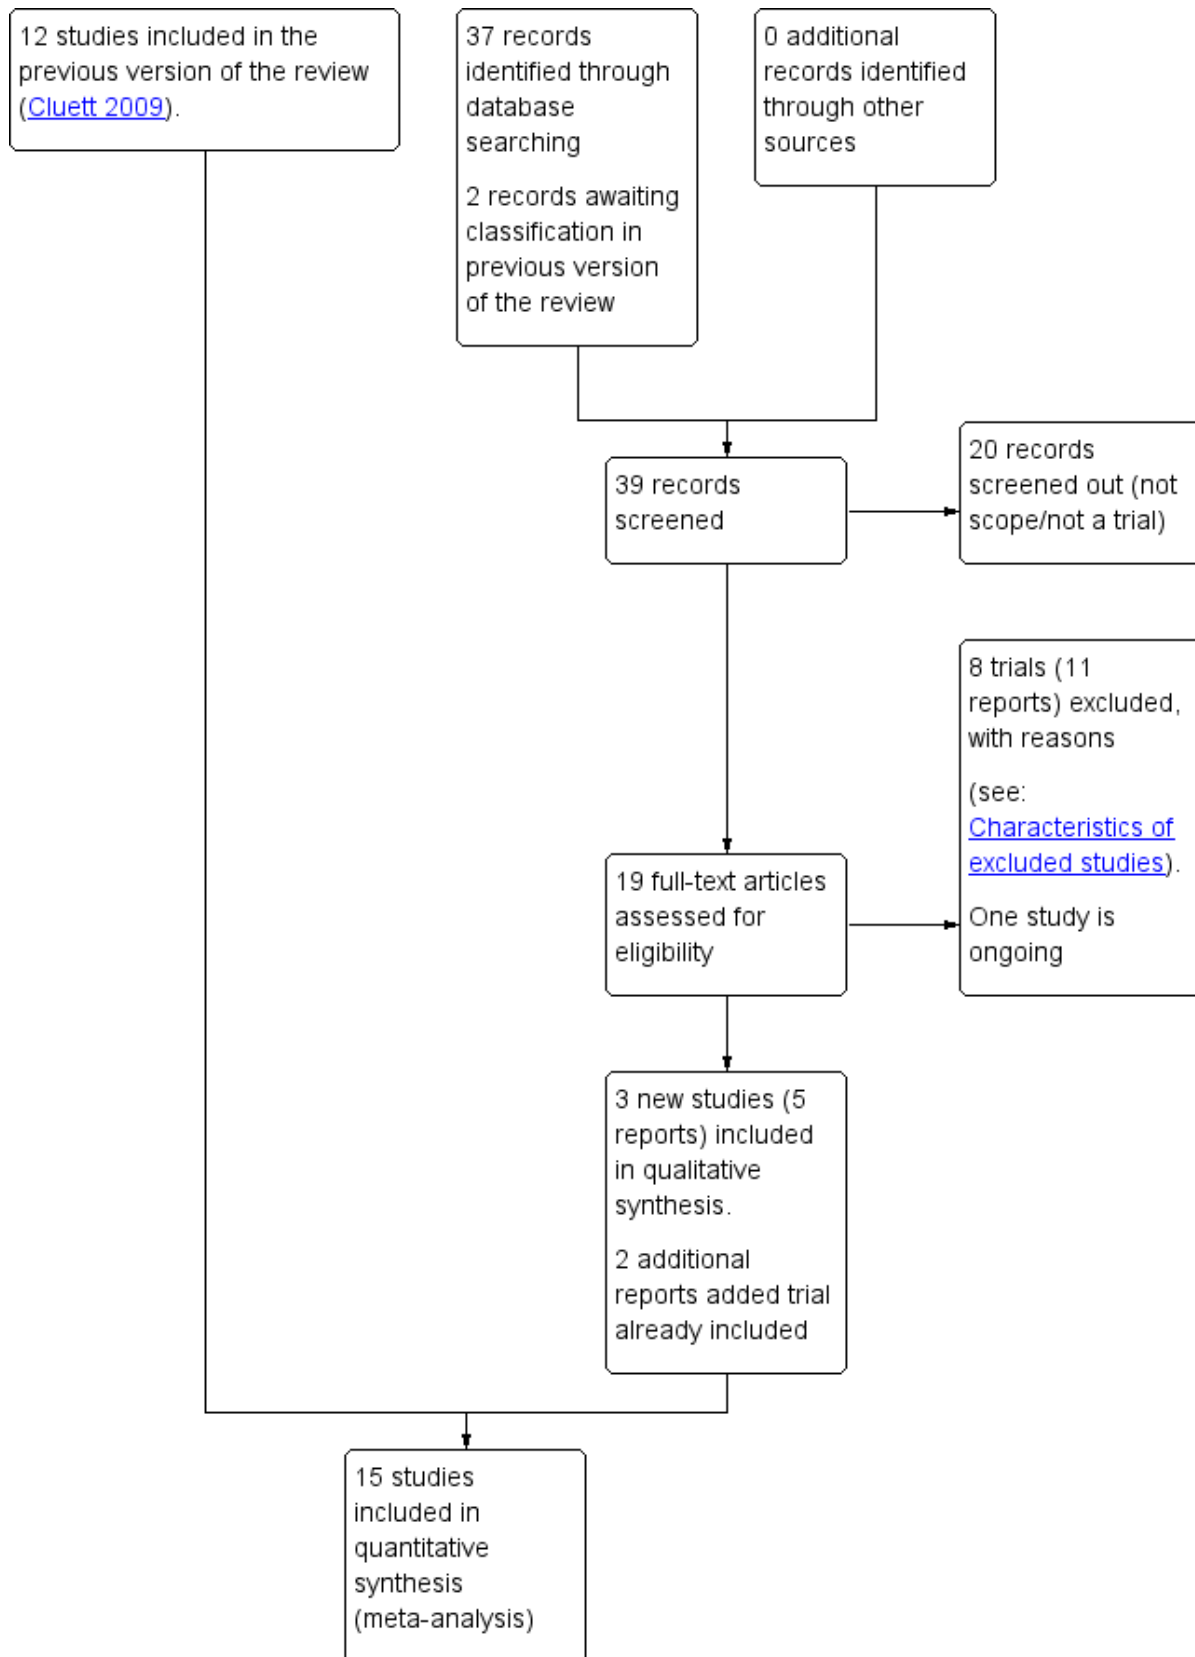 12 studies included in the
previous version of the review
(Cluett 2009).
37 records
identified through
database
searching
2 records awaiting
classification in
previous version
of the review
0 additional
records identified
through other
sources
39 records
screened
20 records
screened out (not
scope/not a trial)
8 trials (11
reports) excluded,
with reasons
(see:
Characteristics of
excluded studies).
One study is
ongoing
19 full-text articles
assessed for
eligibility
3 new studies (5
reports) included
in qualitative
synthesis.
2 additional
reports added trial
already included
15 studies
included in
quantitative
synthesis
(meta-analysis)